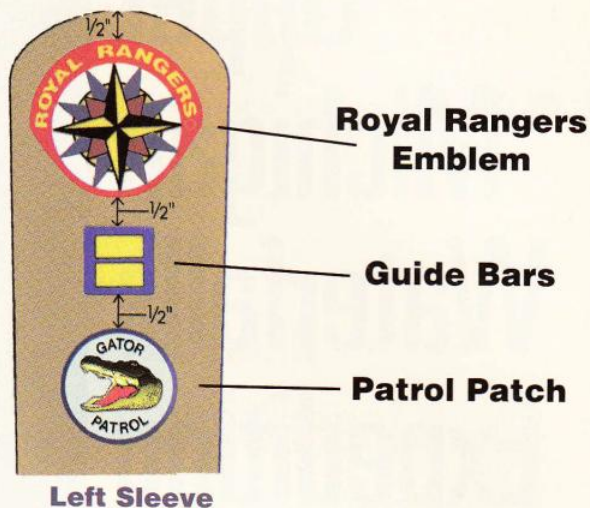 1/2"
ROYAL RANGERS
Royal Rangers
Emblem
1/2"
Guide Bars
1/2"
GATOR
PATROL
Patrol Patch
Left Sleeve